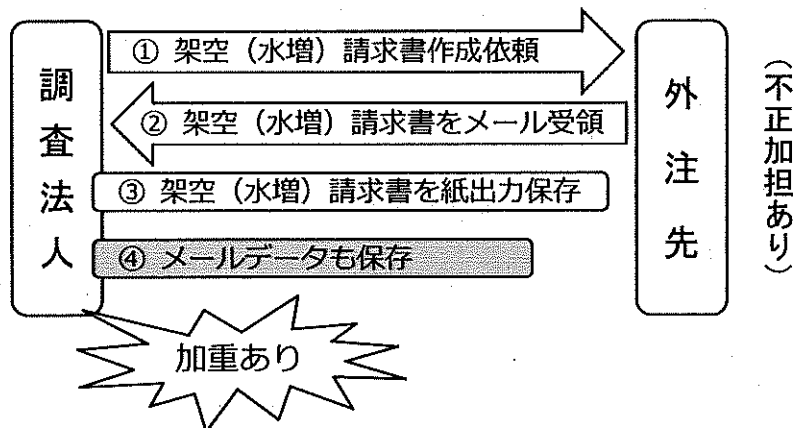 調査法人
① 架空（水増）請求書作成依頼
② 架空（水増）請求書をメール受領
③ 架空（水増）請求書を紙出力保存
④ メールデータも保存
加重あり
外注先
（不正加担あり）